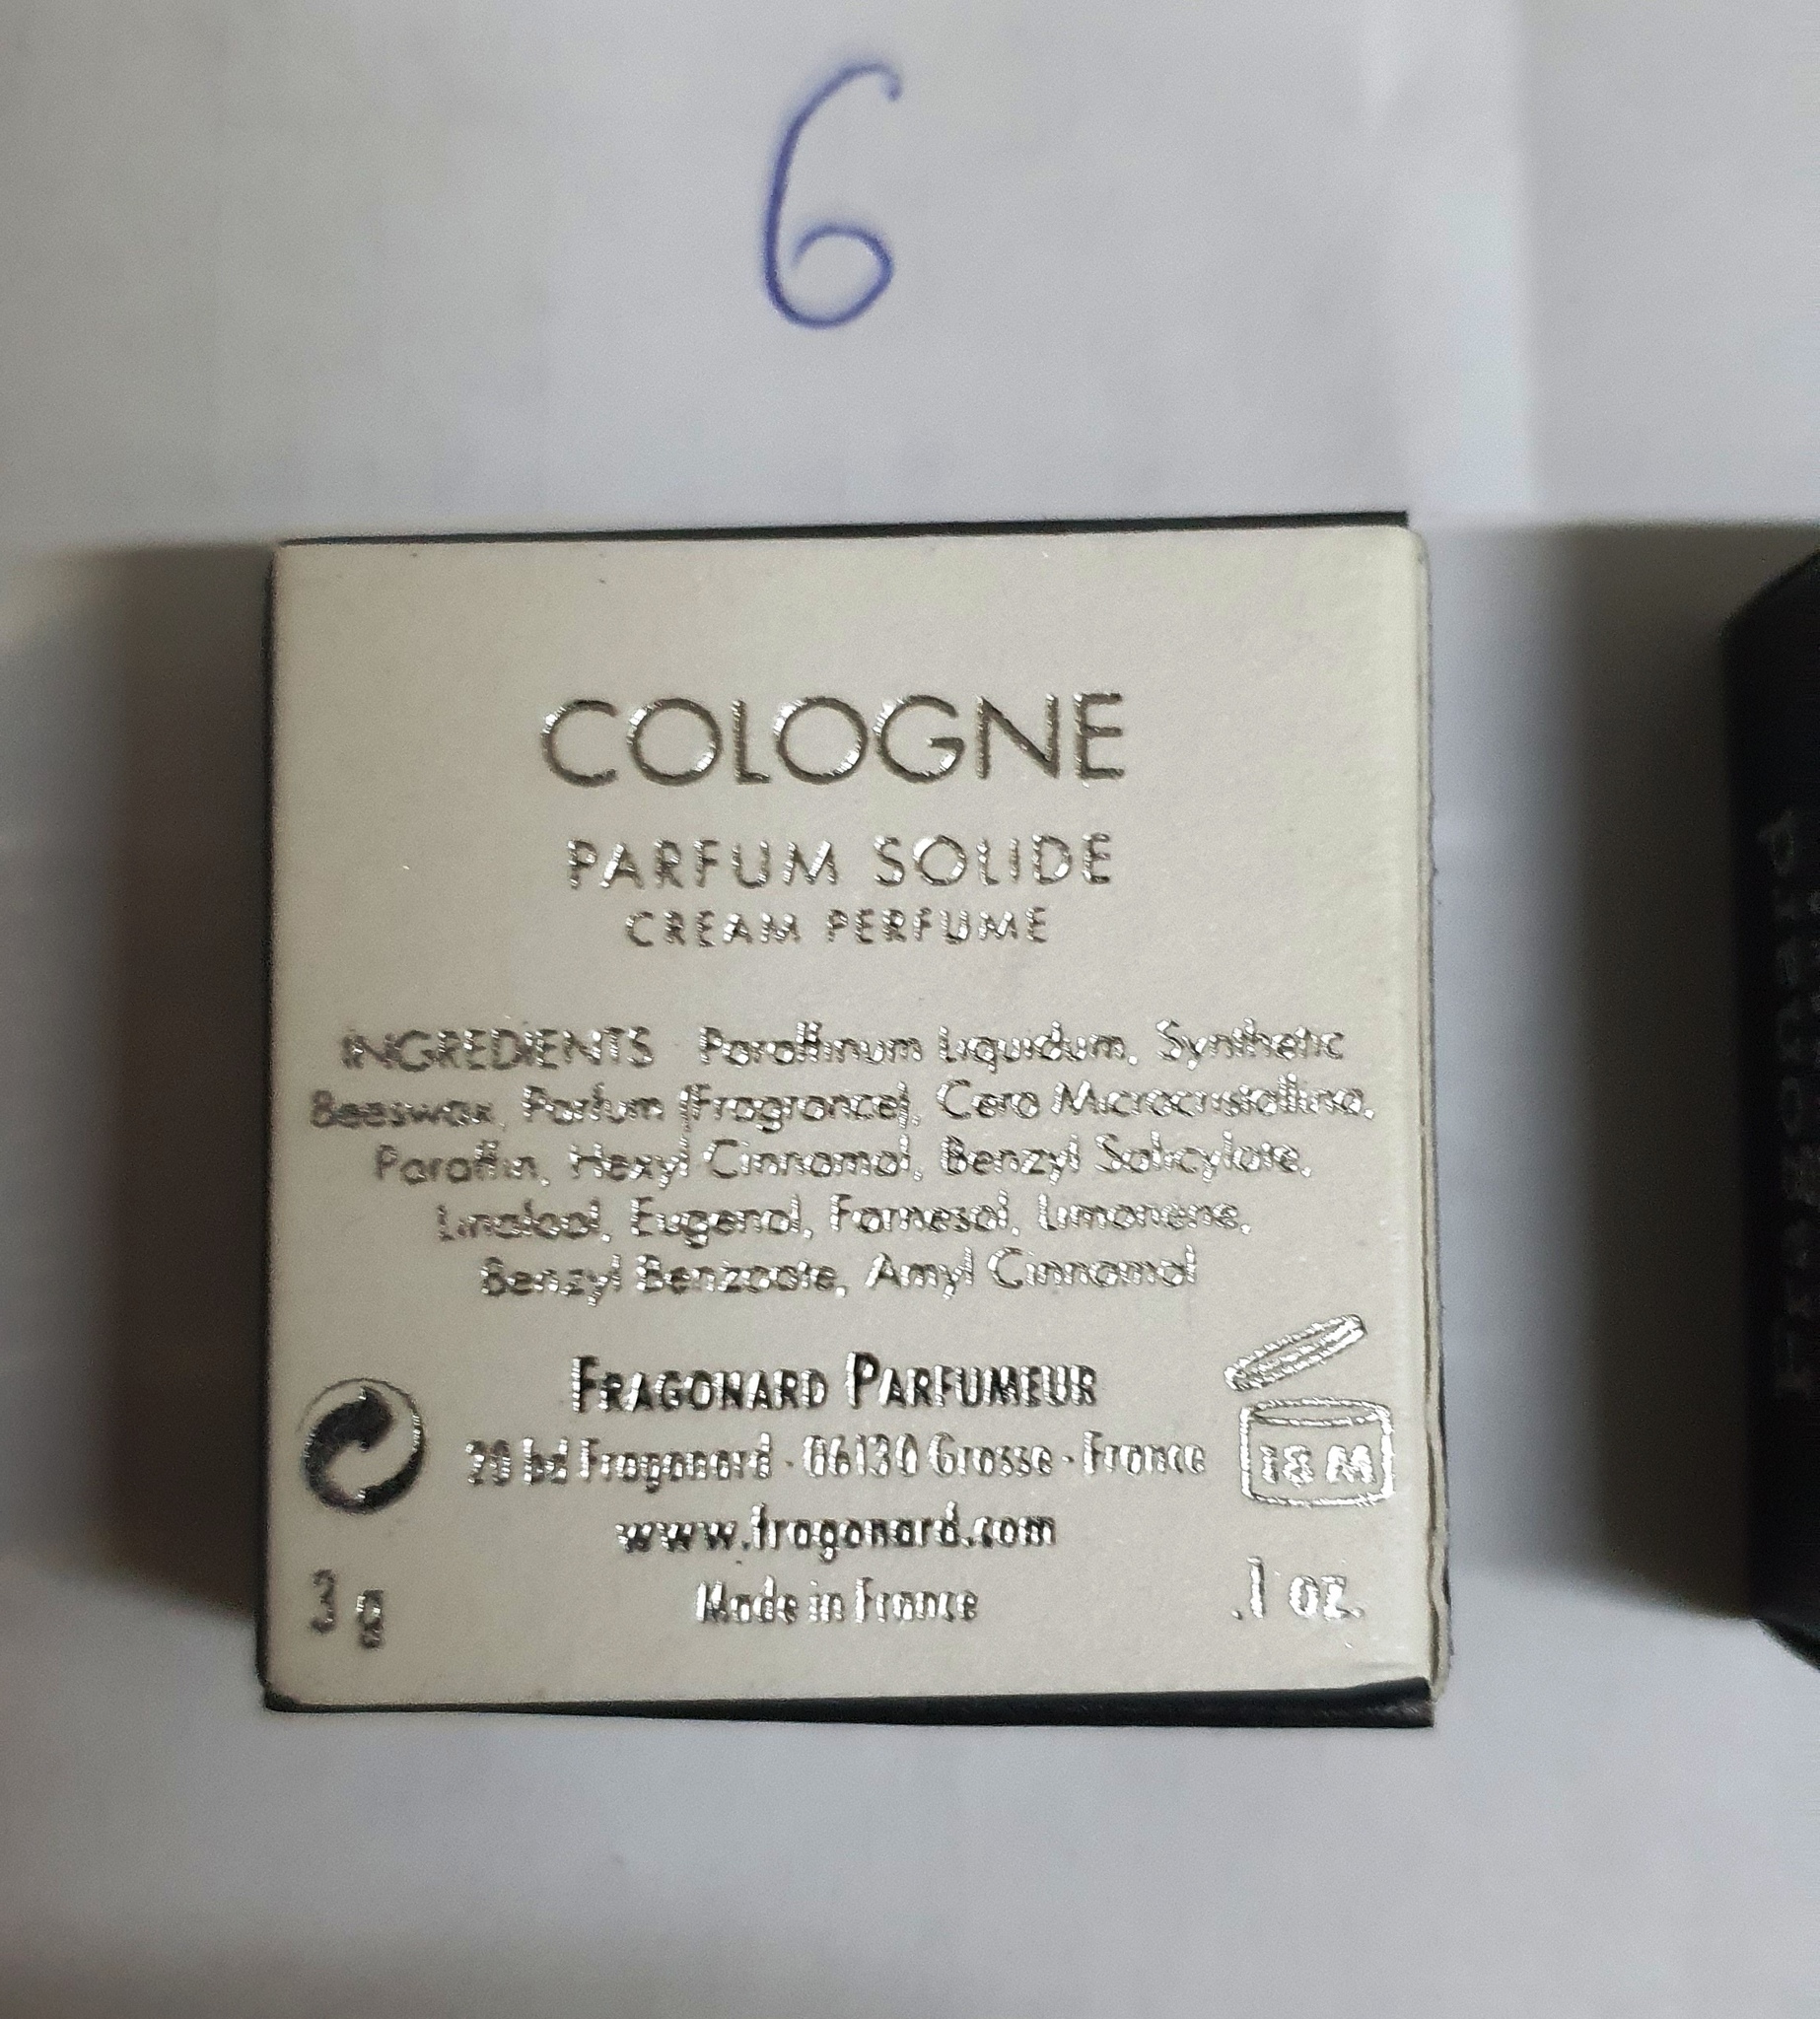 6
COLOGNE
PARFUM SOLIDE
CREAM PERFUME
INGREDIENTS Paraffinum Liquidum, Synthetic
Beeswax, Parfum (Fragrance), Cera Microcristallina,
Paraffin, Hexyl Cinnamal, Benzyl Salicylate,
Linalool, Eugenol, Farnesol, Limonene,
Benzyl Benzoate, Amyl Cinnamal
FRAGONARD PARFUMEUR
20 bd Fragonard - 06130 Grasse - France
18 M
www.fragonard.com
3 g
Made in France
.1 oz.